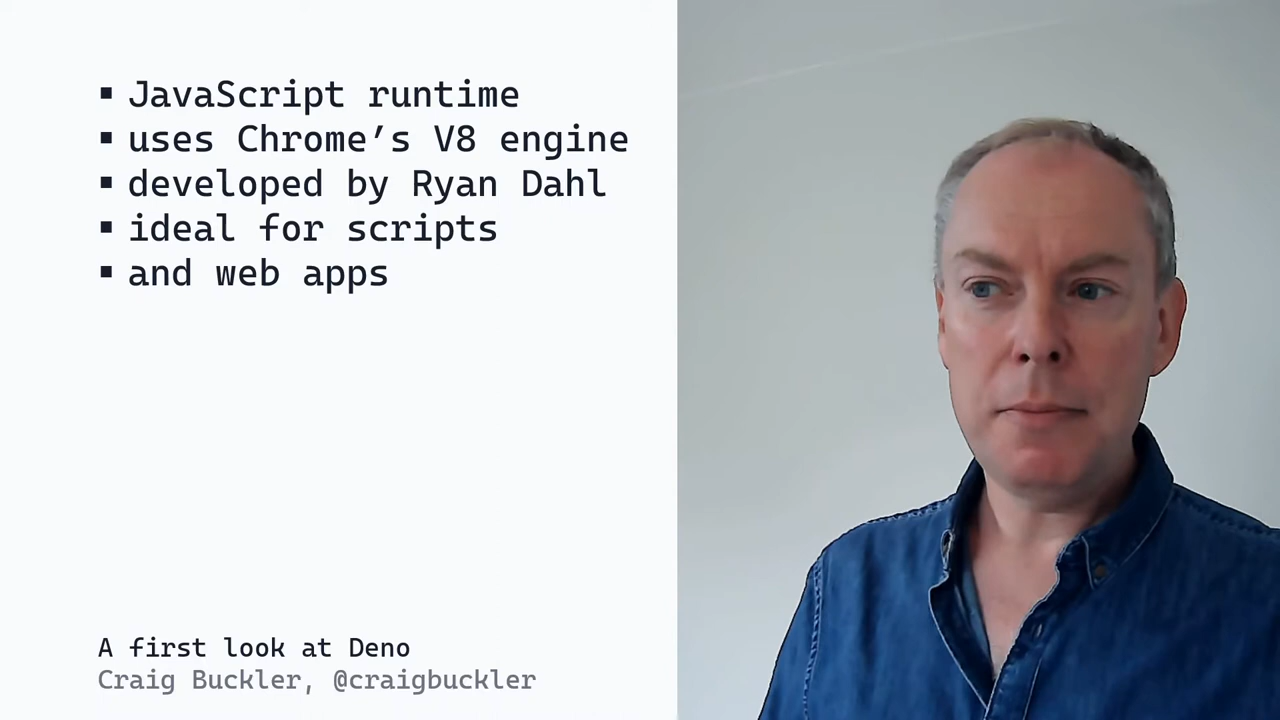 ▪ JavaScript runtime
▪ uses Chrome’s V8 engine
▪ developed by Ryan Dahl
▪ ideal for scripts
▪ and web apps
A first look at Deno
Craig Buckler, @craigbuckler